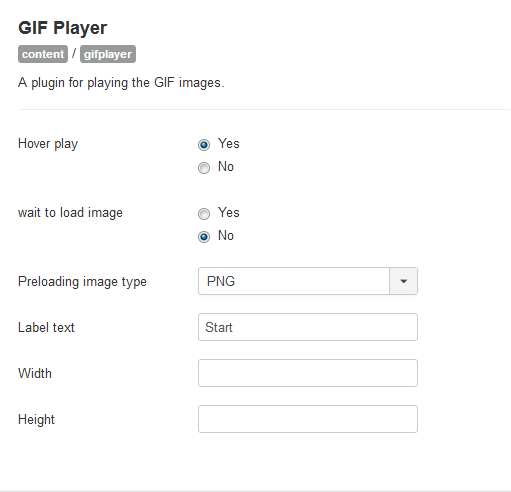 GIF Player
content / gifplayer
A plugin for playing the GIF images.
Hover play
Yes
No
wait to load image
Yes
No
Preloading image type
PNG
Label text
Start
Width
Height